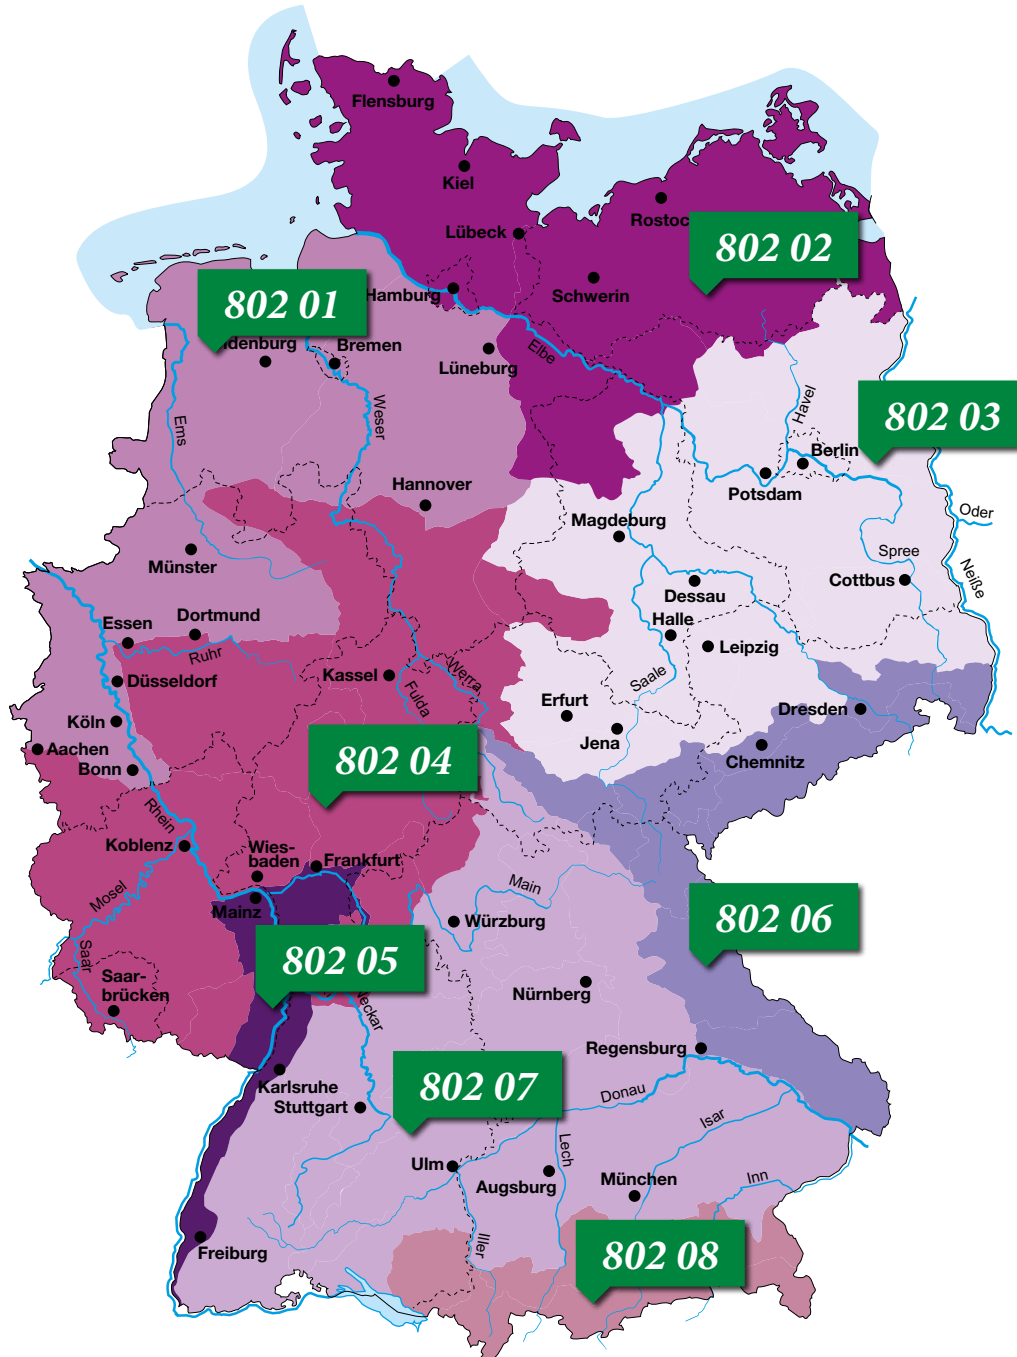 Flensburg
Kiel
Lübeck
802 02
Schwerin
Hamburg
802 01
Bremen
Lüneburg
Elbe
Ems
Weser
Havel
802 03
Berlin
Potsdam
Hannover
Magdeburg
Oder
Münster
Spree
Neiße
Cottbus
Dessau
Essen
Dortmund
Halle
Ruhr
Leipzig
Düsseldorf
Kassel
Werra
Fulda
Saale
Erfurt
Dresden
Köln
Jena
Aachen
Bonn
802 04
Chemnitz
Rhein
Koblenz
Wies-
baden
Frankfurt
Mosel
Main
Mainz
Würzburg
802 06
Saar
802 05
Saar-
brücken
Neckar
Nürnberg
Regensburg
Karlsruhe
Stuttgart
802 07
Donau
Isar
Lech
Ulm
Augsburg
München
Inn
Iller
Freiburg
802 08